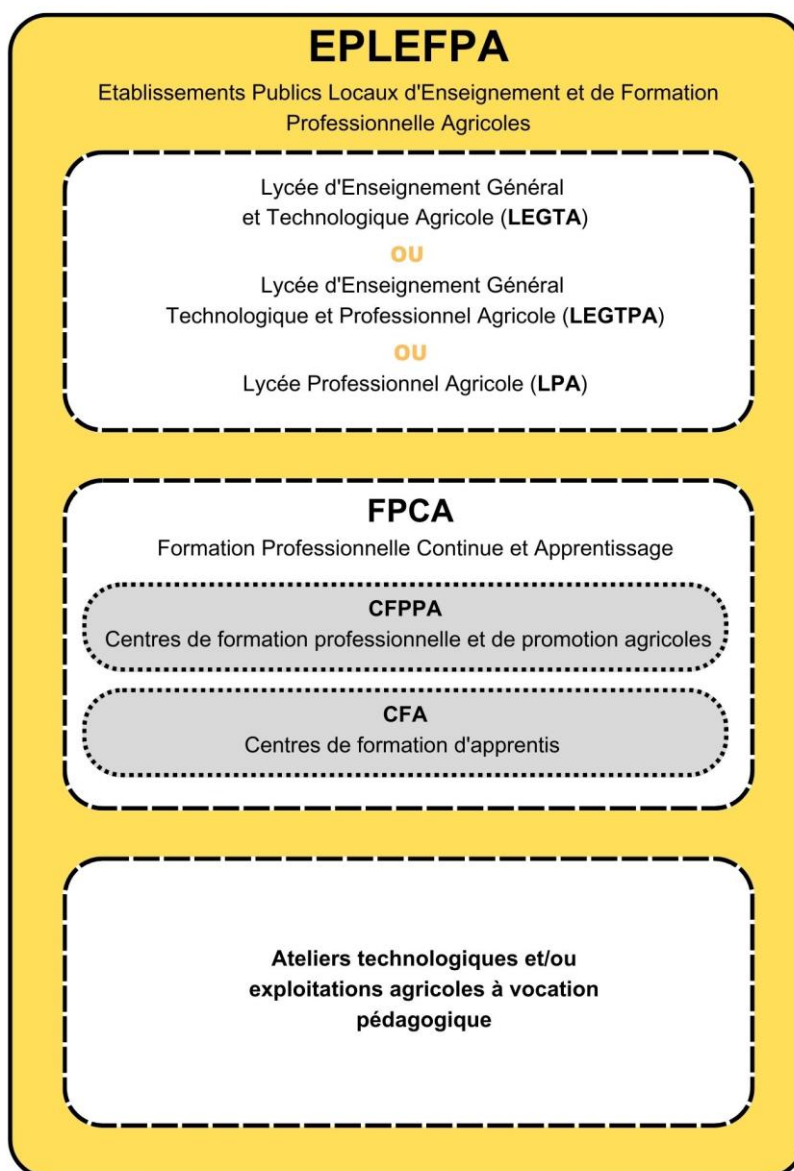 EPLEFPA
Etablissements Publics Locaux d'Enseignement et de Formation
Professionnelle Agricoles
Lycée d'Enseignement Général
et Technologique Agricole (LEGTA)
OU
Lycée d'Enseignement Général
Technologique et Professionnel Agricole (LEGTPA)
OU
Lycée Professionnel Agricole (LPA)
FPCA
Formation Professionnelle Continue et Apprentissage
CFPPA
Centres de formation professionnelle et de promotion agricoles
CFA
Centres de formation d'apprentis
Ateliers technologiques et/ou
exploitations agricoles à vocation
pédagogique